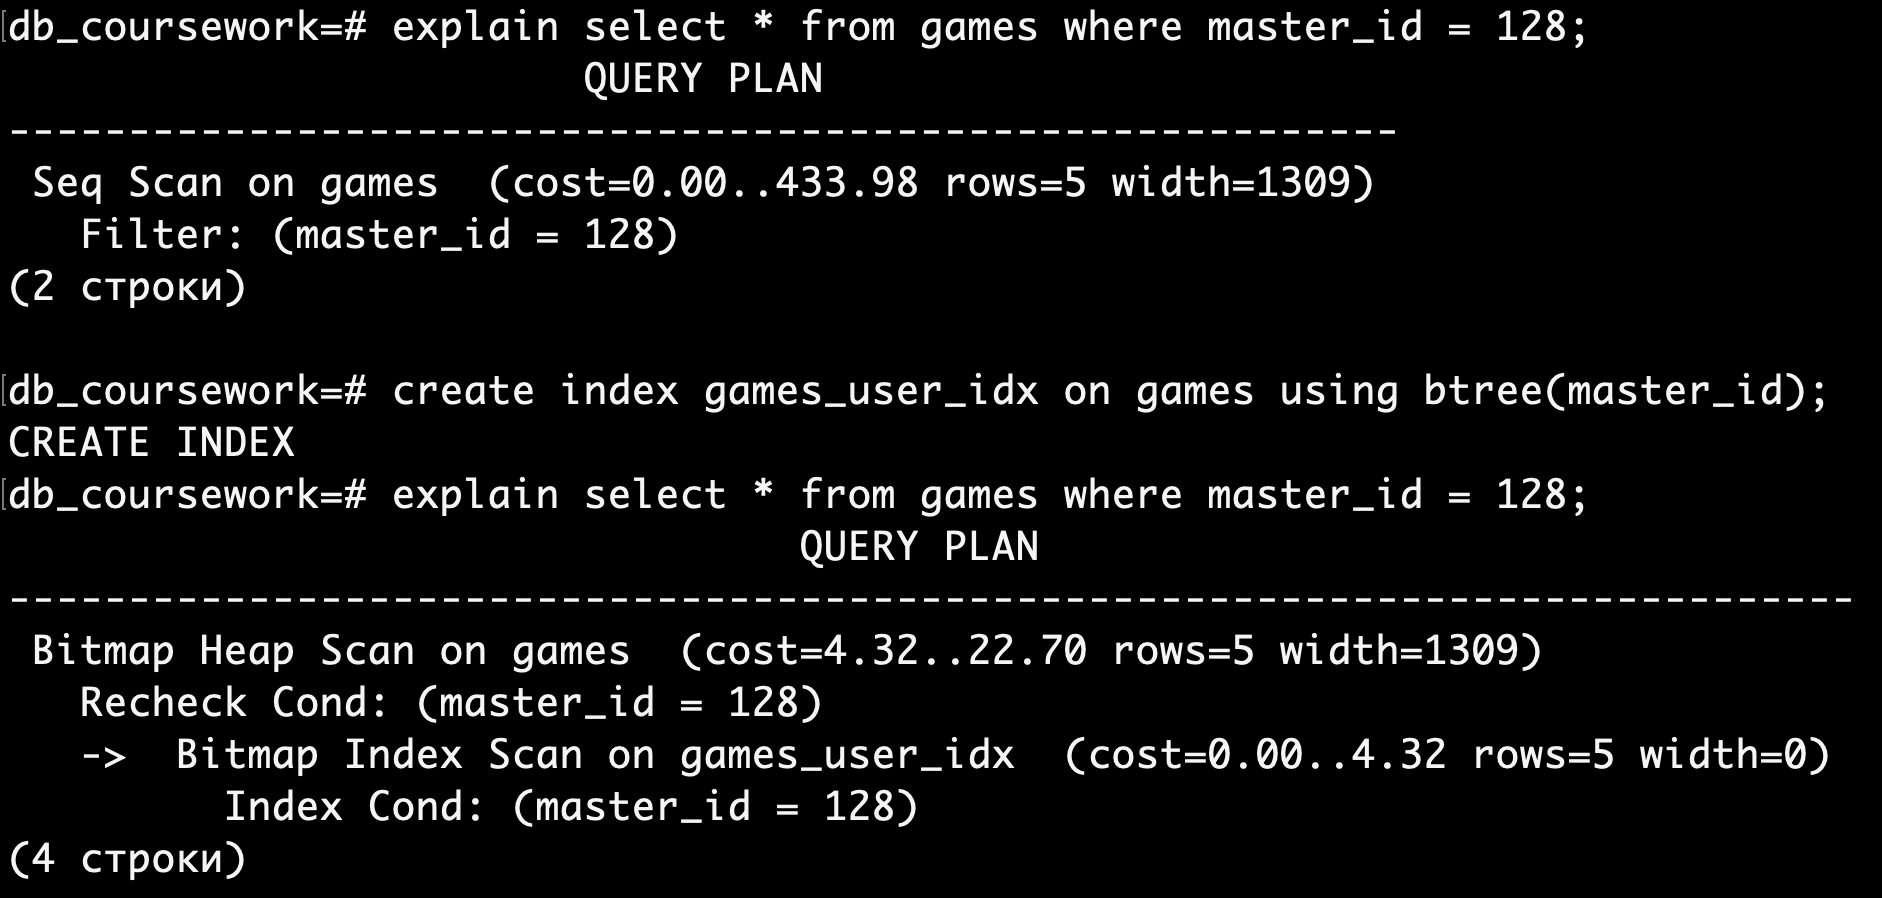 db_coursework=# explain select * from games where master_id = 128;
QUERY PLAN
----------------------------------------------------------
Seq Scan on games  (cost=0.00..433.98 rows=5 width=1309)
Filter: (master_id = 128)
(2 строки)
db_coursework=# create index games_user_idx on games using btree(master_id);
CREATE INDEX
db_coursework=# explain select * from games where master_id = 128;
QUERY PLAN
-----------------------------------------------------------------------------
Bitmap Heap Scan on games  (cost=4.32..22.70 rows=5 width=1309)
Recheck Cond: (master_id = 128)
->  Bitmap Index Scan on games_user_idx  (cost=0.00..4.32 rows=5 width=0)
Index Cond: (master_id = 128)
(4 строки)